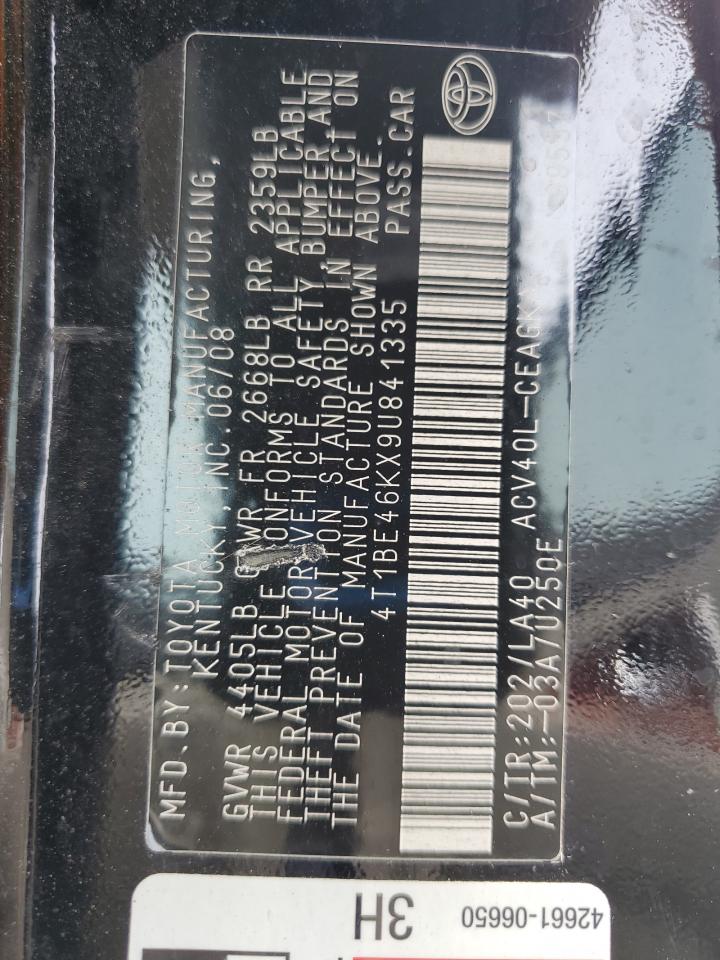 MFD.BY:TOYOTA MOTOR MANUFACTURING,
KENTUCKY,INC.06/08
GVWR 4405LB GAWR FR 2668LB RR 2359LB
THIS VEHICLE CONFORMS TO ALL APPLICABLE
FEDERAL MOTOR VEHICLE SAFETY, BUMPER AND
THEFT PREVENTION STANDARDS IN EFFECT ON
THE DATE OF MANUFACTURE SHOWN ABOVE.
4T1BE46KX9U841335 PASS.CAR
C/TR:202/LA40
A/TM:-03A/U250E
3H
42661-06650